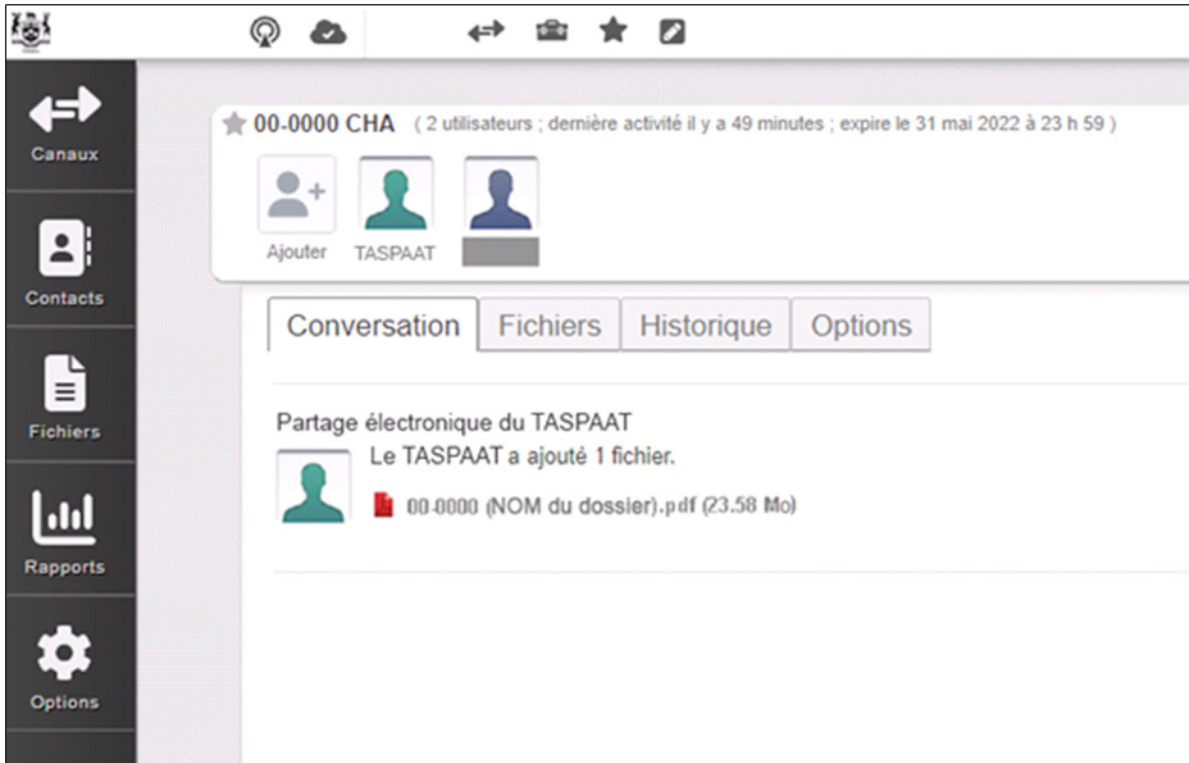 00-0000 CHA ( 2 utilisateurs ; dernière activité il y a 49 minutes ; expire le 31 mai 2022 à 23 h 59 )
Ajouter TASPAAT
Canaux
Contacts
Fichiers
Rapports
Options
Conversation Fichiers Historique Options
Partage électronique du TASPAAT
Le TASPAAT a ajouté 1 fichier.
00-0000 (NOM du dossier).pdf (23.58 Mo)